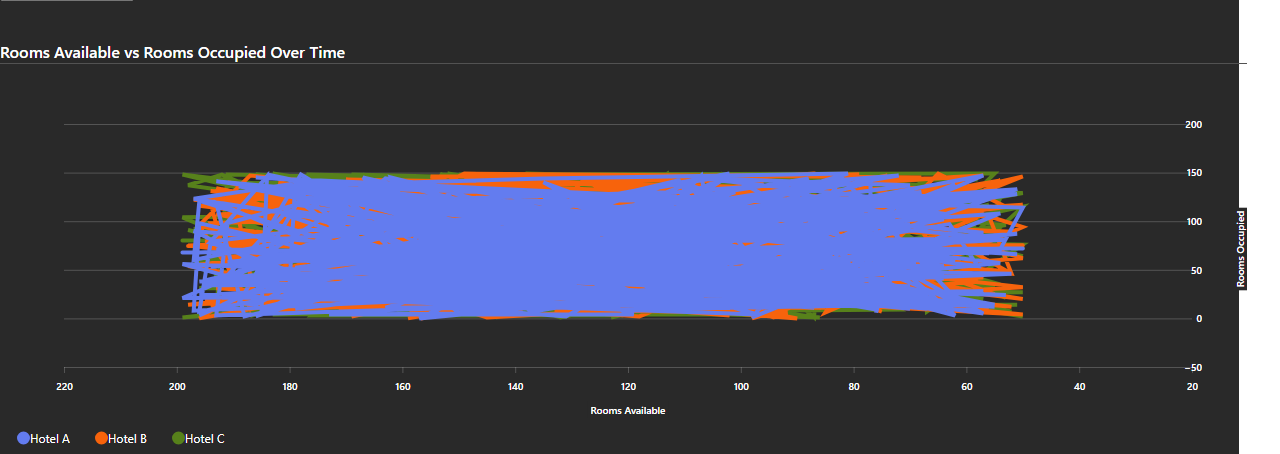 Rooms Available vs Rooms Occupied Over Time
200
150
100
50
0
−50
Rooms Occupied
220 200 180 160 140 120 100 80 60 40 20
Rooms Available
Hotel A Hotel B Hotel C